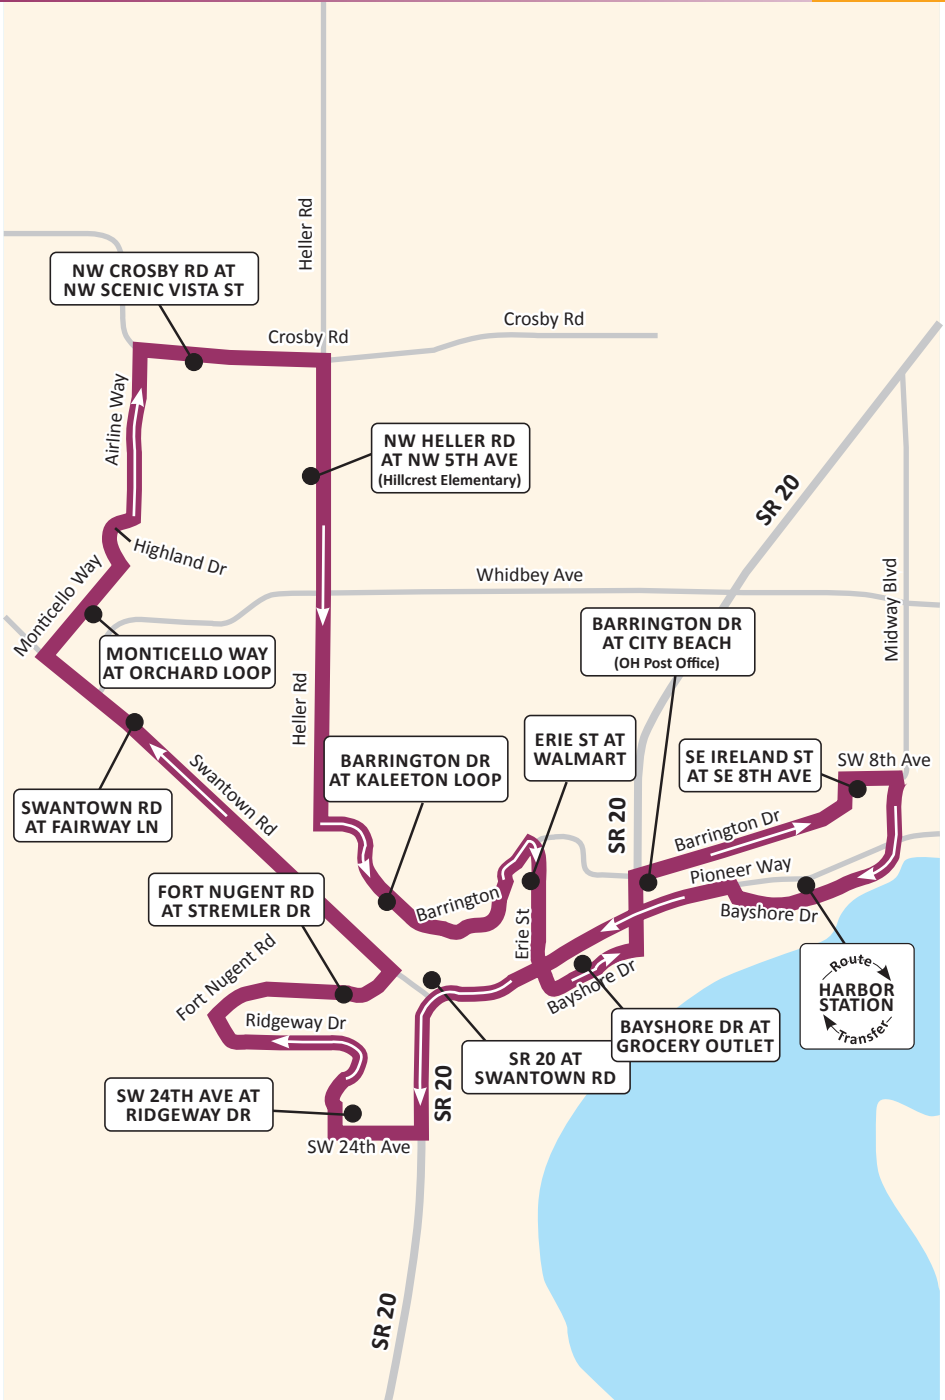 Heller Rd
NW CROSBY RD AT
NW SCENIC VISTA ST
Crosby Rd
Crosby Rd
Airline Way
NW HELLER RD
AT NW 5TH AVE
(Hillcrest Elementary)
SR 20
Highland Dr
Monticello Way
Whidbey Ave
Midway Blvd
BARRINGTON DR
AT CITY BEACH
(OH Post Office)
MONTICELLO WAY
AT ORCHARD LOOP
Heller Rd
ERIE ST AT
WALMART
BARRINGTON DR
AT KALEETON LOOP
SE IRELAND ST
AT SE 8TH AVE
SW 8th Ave
Swantown Rd
SWANTOWN RD
AT FAIRWAY LN
SR 20
Barrington Dr
Pioneer Way
FORT NUGENT RD
AT STREMLER DR
Barrington
Bayshore Dr
Erie St
Fort Nugent Rd
Bayshore Dr
Route
HARBOR
STATION
Transfer
Ridgeway Dr
BAYSHORE DR AT
GROCERY OUTLET
SR 20 AT
SWANTOWN RD
SR 20
SW 24TH AVE AT
RIDGEWAY DR
SW 24th Ave
SR 20